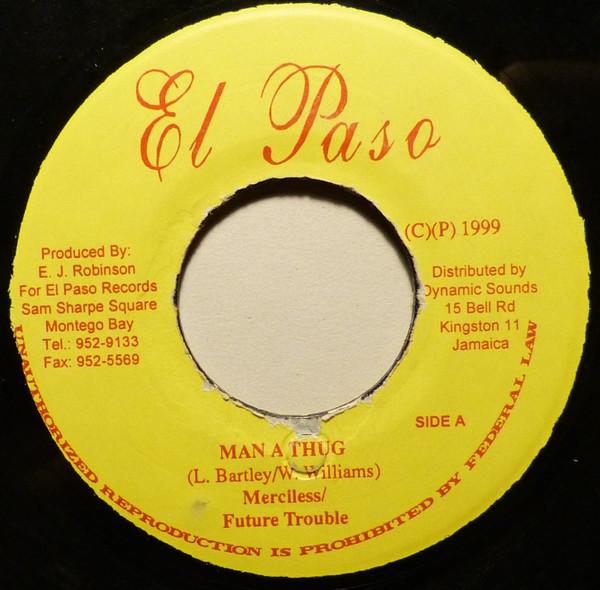 El Paso
(C)(P) 1999
Produced By:
E. J. Robinson
For El Paso Records
Sam Sharpe Square
Montego Bay
Tel.: 952-9133
Fax: 952-5569
Distributed by
Dynamic Sounds
15 Bell Rd
Kingston 11
Jamaica
SIDE A
MAN A THUG
(L. Bartley/W. Williams)
Merciless/
Future Trouble
UNAUTHORIZED REPRODUCTION IS PROHIBITED BY FEDERAL LAW